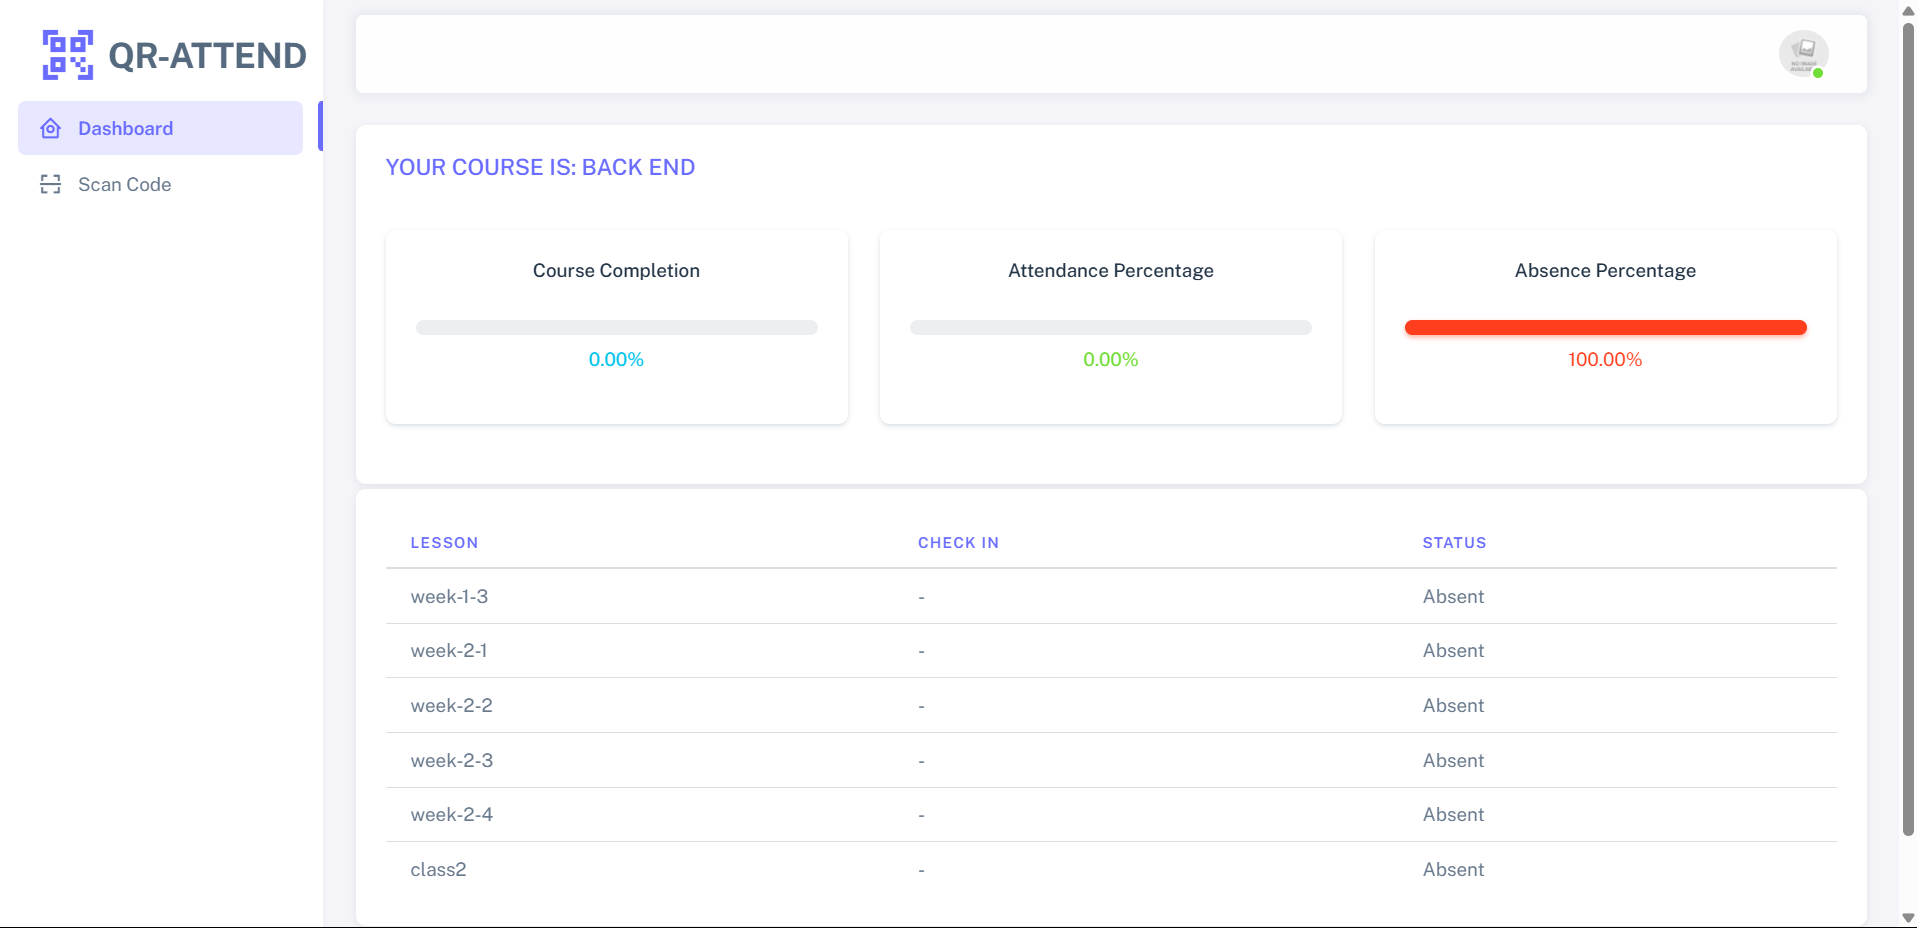 QR-ATTEND
Dashboard
Scan Code
NO IMAGE
YOUR COURSE IS: BACK END
Course Completion
0.00%
Attendance Percentage
0.00%
Absence Percentage
100.00%
LESSON CHECK IN STATUS
week-1-3 - Absent
week-2-1 - Absent
week-2-2 - Absent
week-2-3 - Absent
week-2-4 - Absent
class2 - Absent